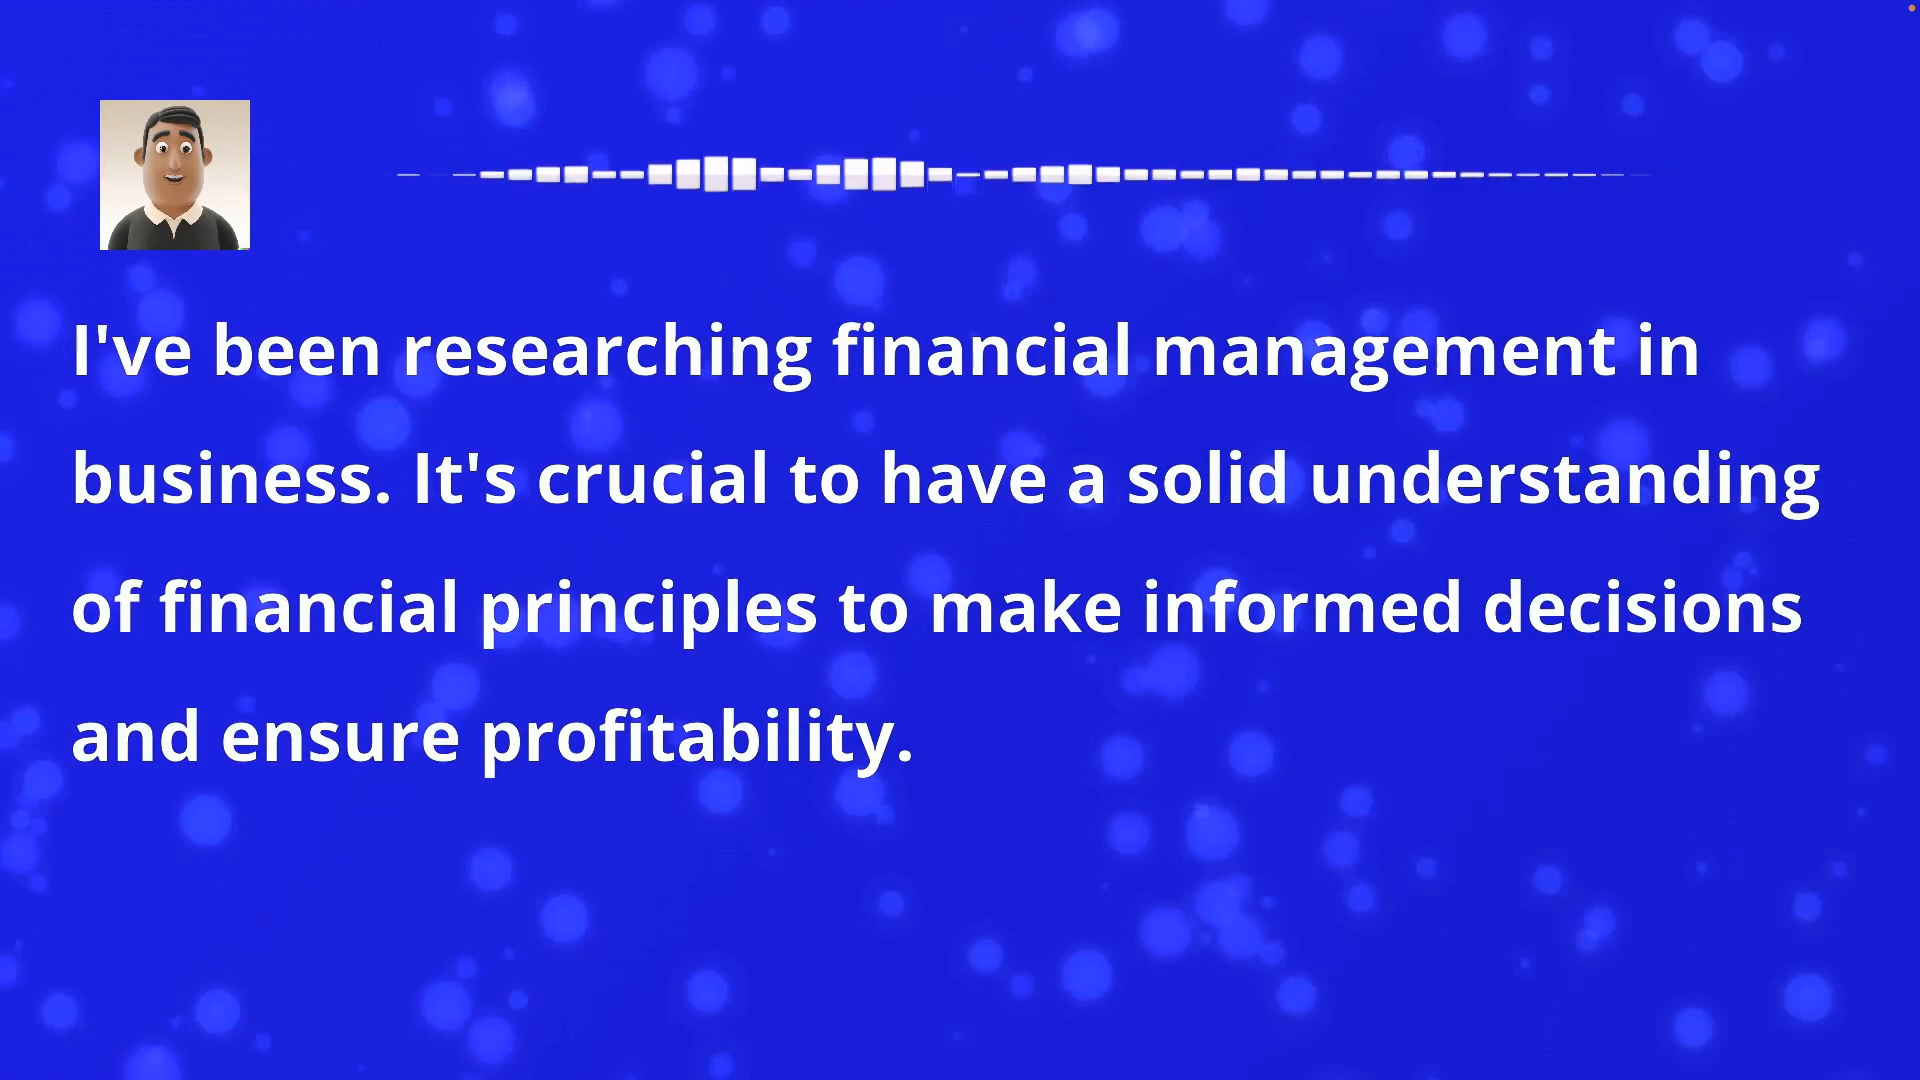 I've been researching financial management in
business. It's crucial to have a solid understanding
of financial principles to make informed decisions
and ensure profitability.